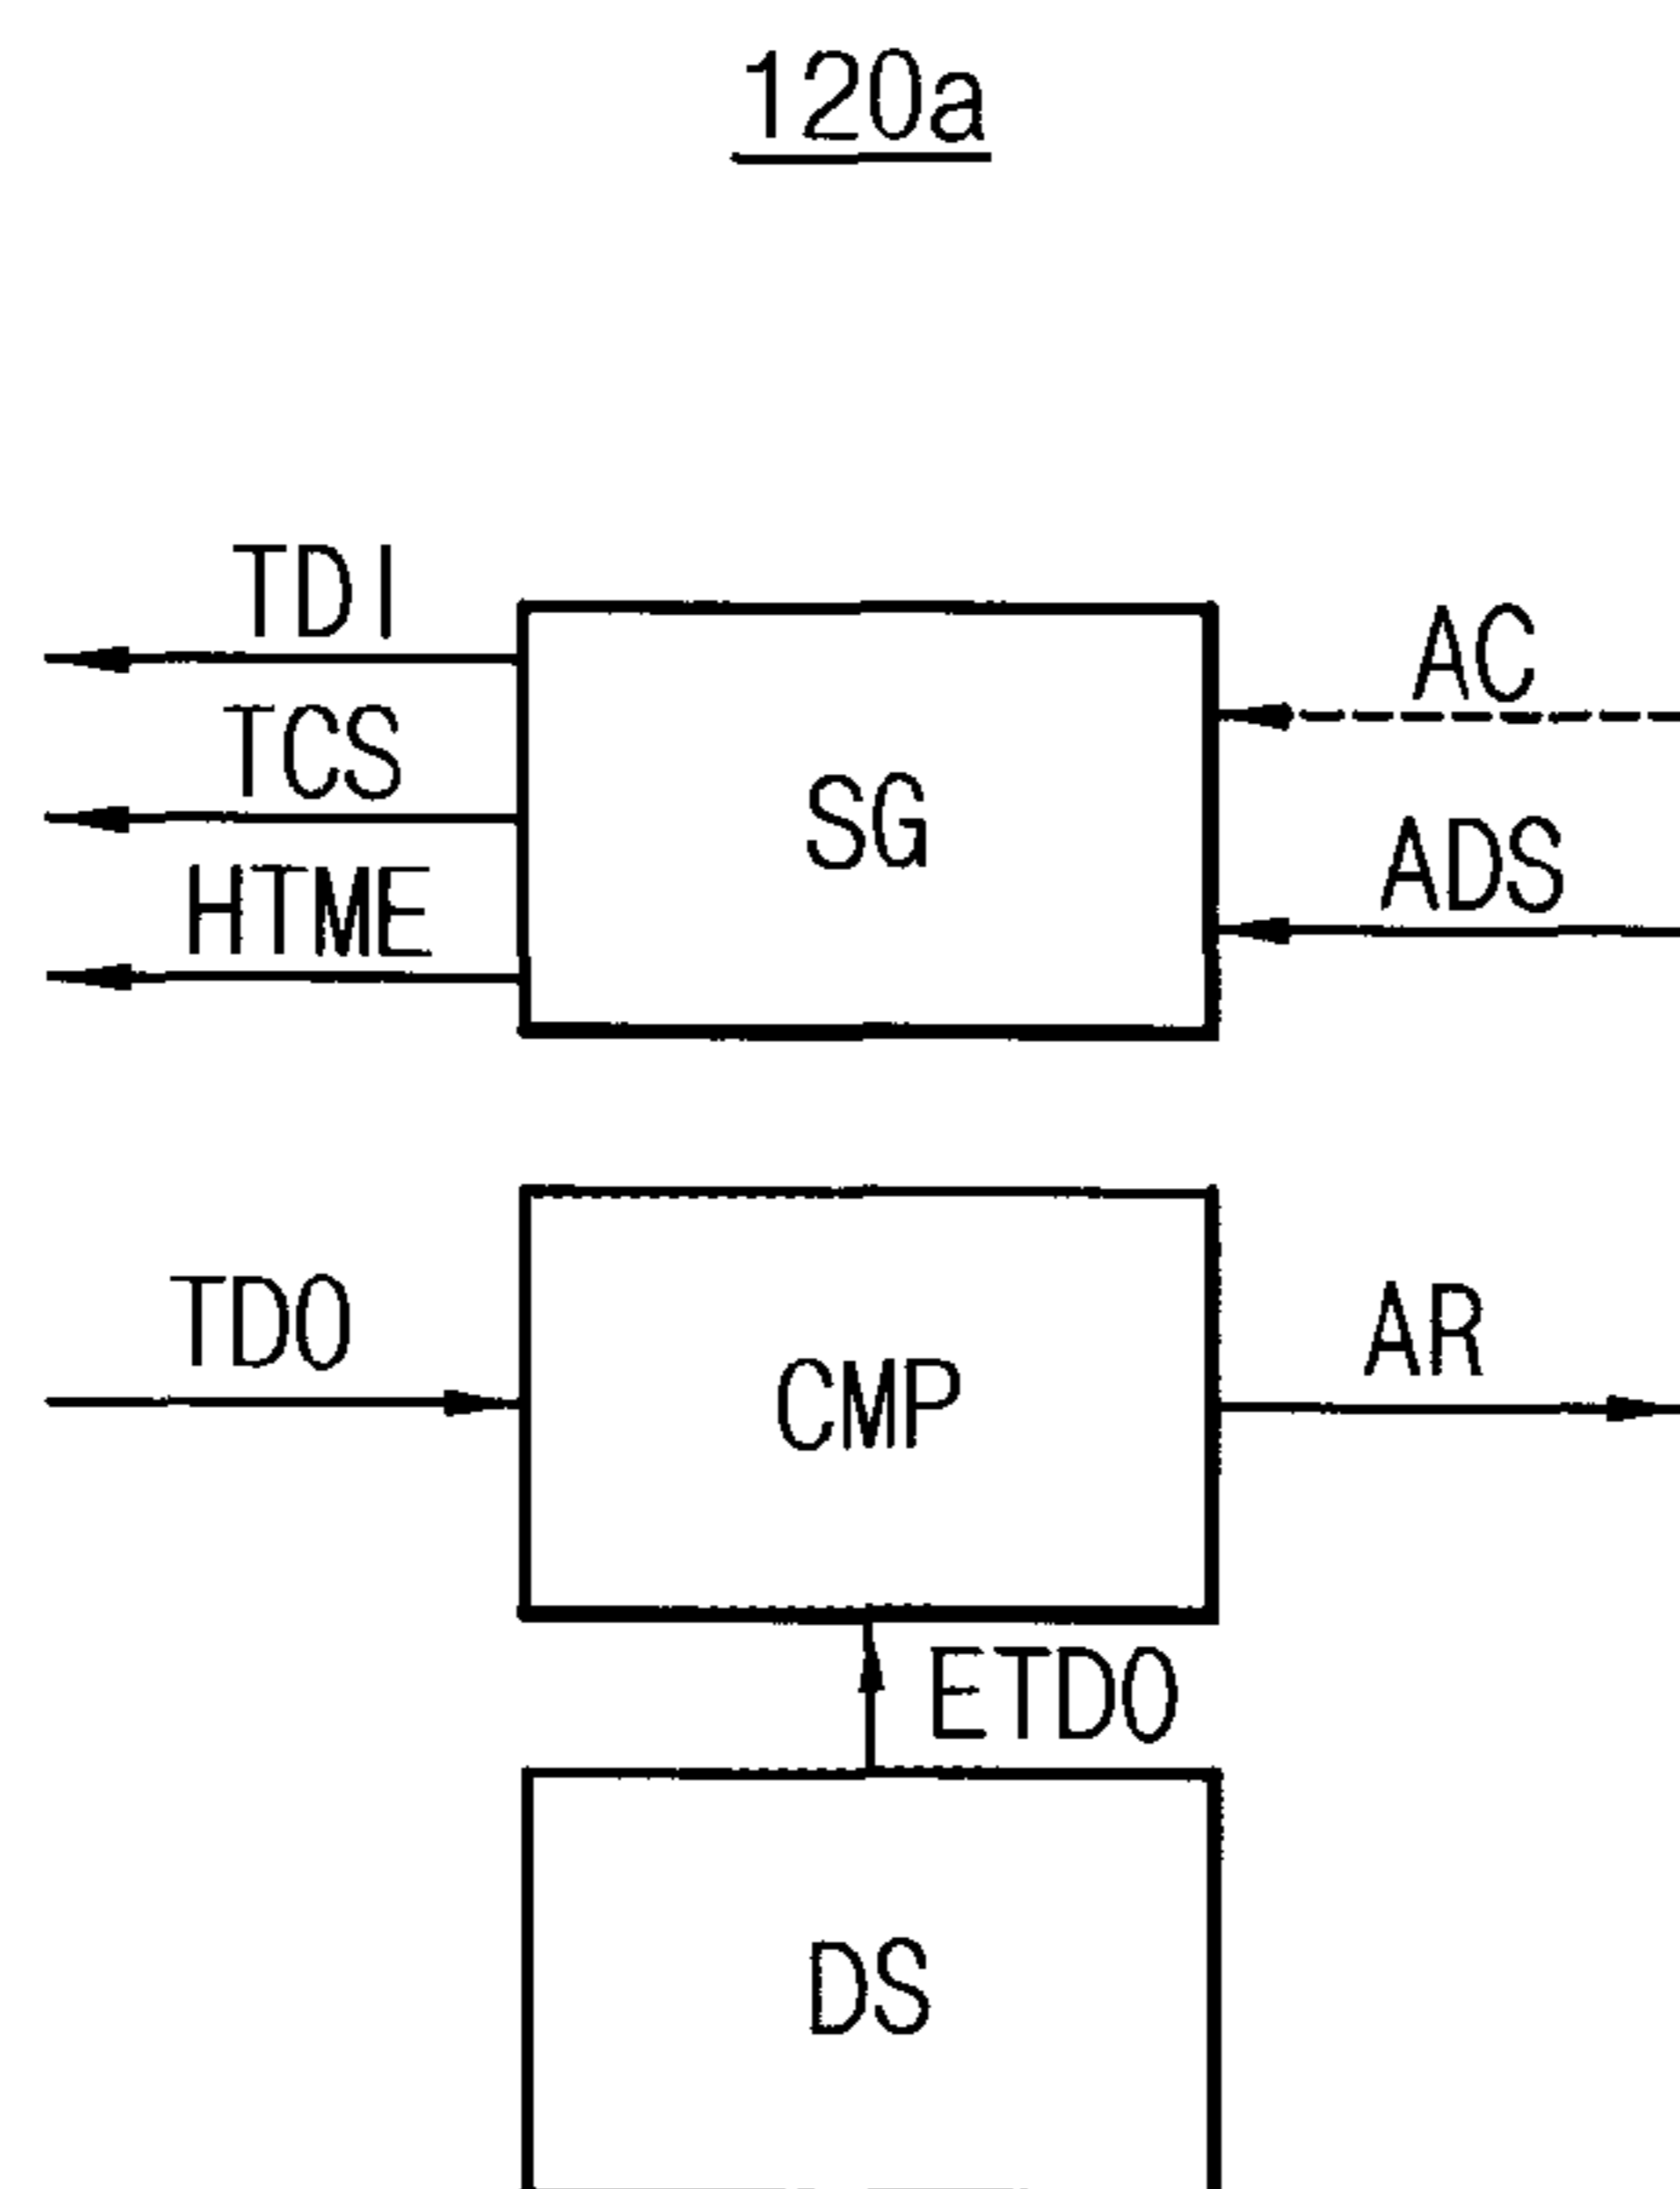 120a
TDI
AC
TCS
SG
ADS
HTME
TDO
CMP
AR
ETDO
DS